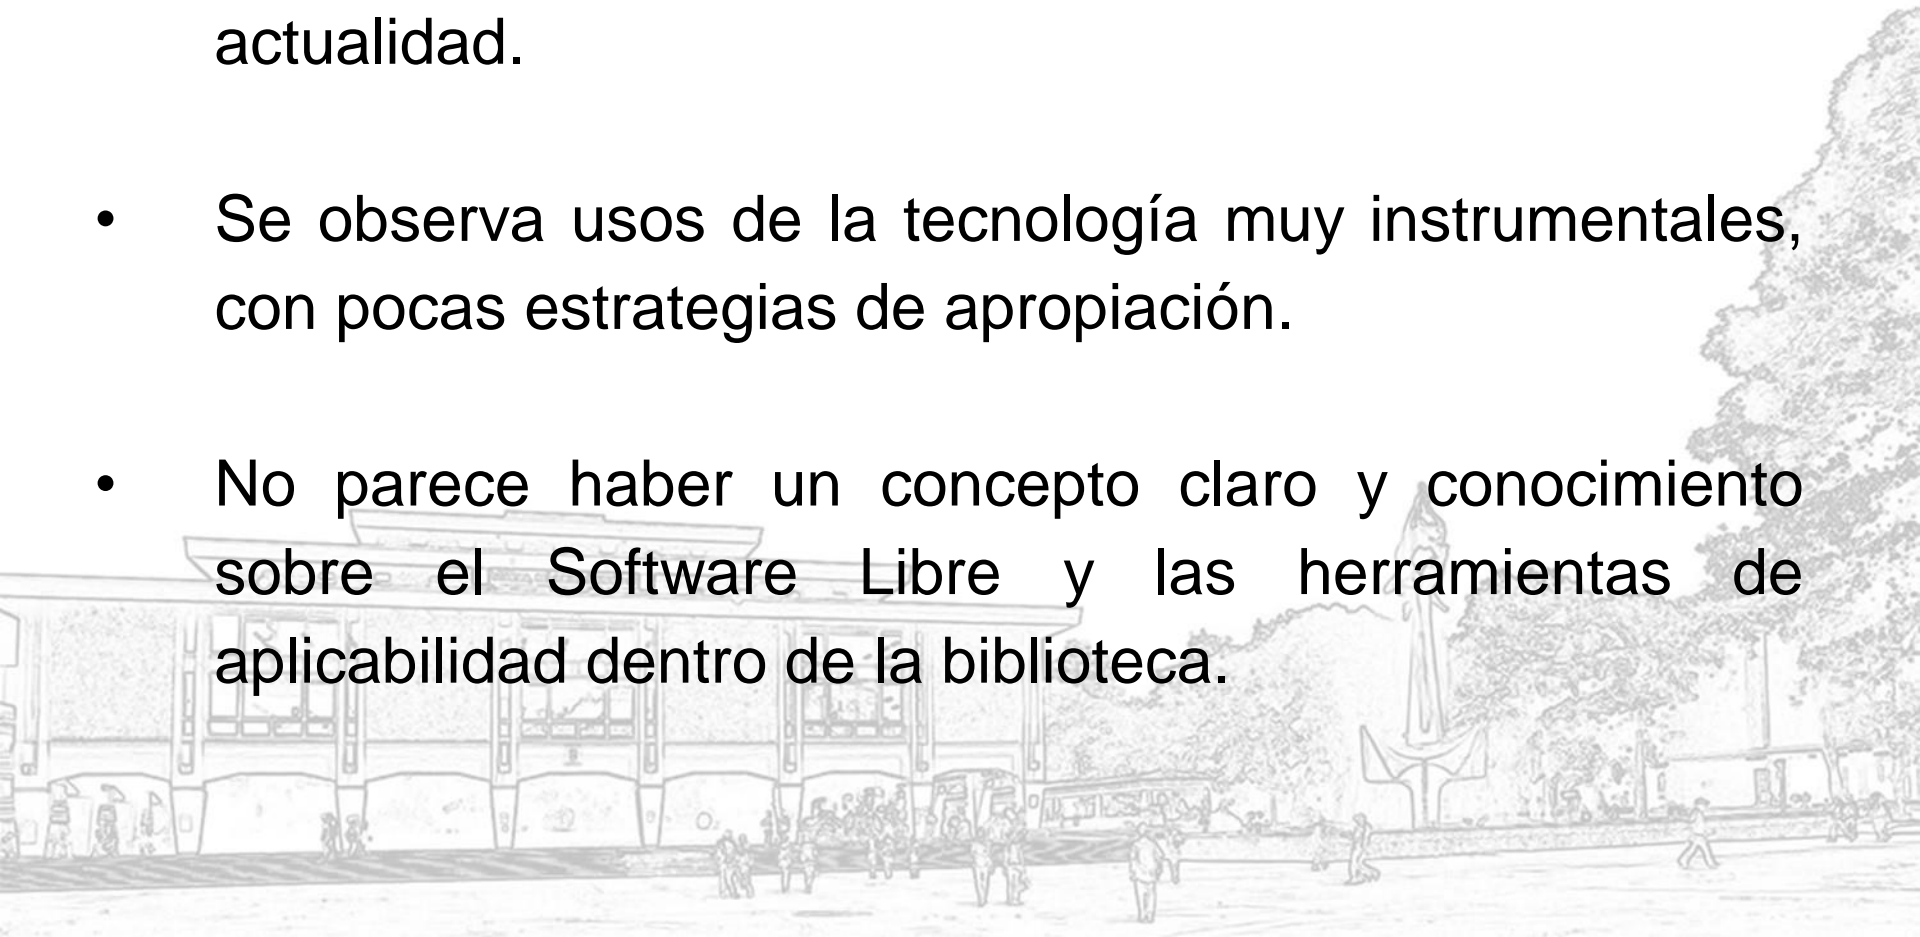 actualidad.
• Se observa usos de la tecnología muy instrumentales,
con pocas estrategias de apropiación.
• No parece haber un concepto claro y conocimiento
sobre el Software Libre y las herramientas de
aplicabilidad dentro de la biblioteca.